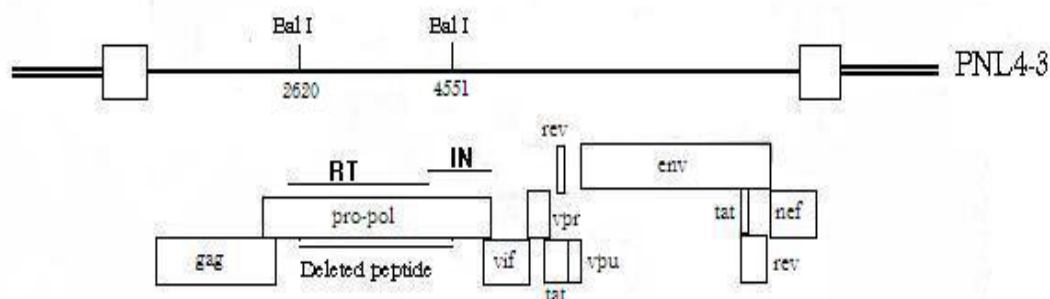 Bal I Bal I
PNL4-3
2620 4551
rev
RT IN env
pro-pol vpr tat nef
gag Deleted peptide vif vpu rev
tat